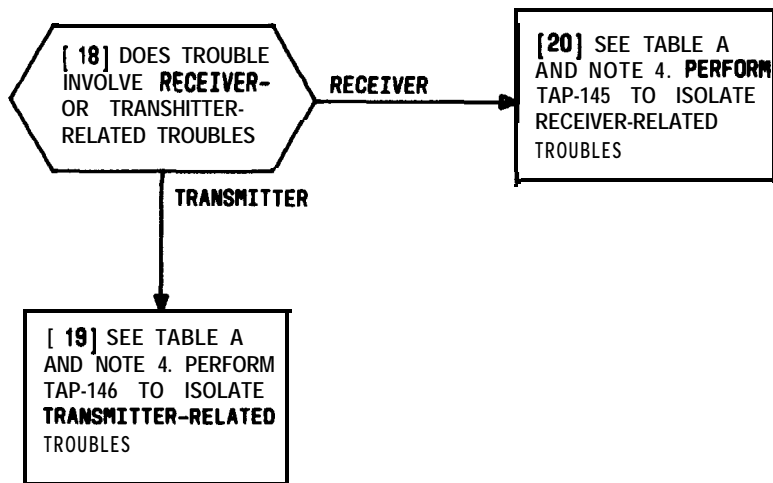 [ 18] DOES TROUBLE
INVOLVE RECEIVER-
OR TRANSHITTER-
RELATED TROUBLES
RECEIVER
[20] SEE TABLE A
AND NOTE 4. PERFORM
TAP-145 TO ISOLATE
RECEIVER-RELATED
TROUBLES
TRANSMITTER
[ 19] SEE TABLE A
AND NOTE 4. PERFORM
TAP-146 TO ISOLATE
TRANSMITTER-RELATED
TROUBLES